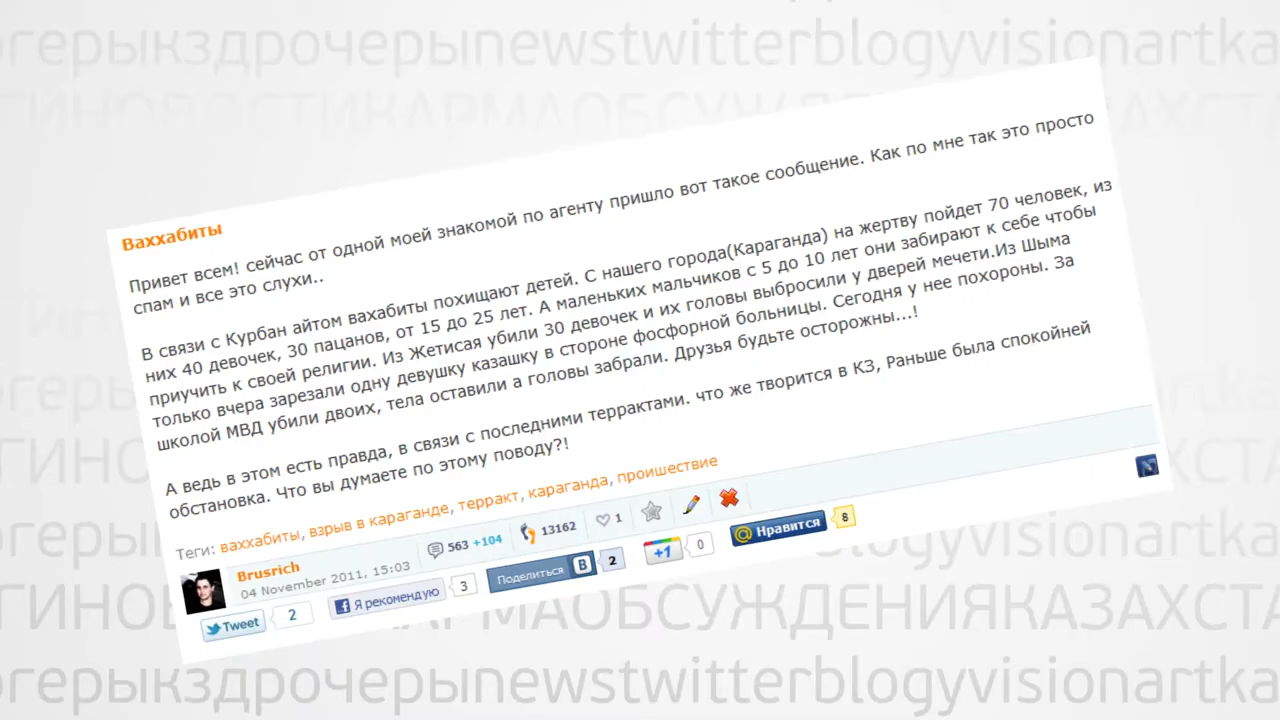 герыкздрочерыnewstwitterblogyvisionartka
ГИНОВОСТИКАРМАОБСУЖДЕНИЯКАЗАХСТА
Ваххабиты
Привет всем! сейчас от одной моей знакомой по агенту пришло вот такое сообщение. Как по мне так это просто
спам и все это слухи..
В связи с Курбан айтом вахабиты похищают детей. С нашего города(Караганда) на жертву пойдет 70 человек, из
них 40 девочек, 30 пацанов, от 15 до 25 лет. А маленьких мальчиков с 5 до 10 лет они забирают к себе чтобы
приучить к своей религии. Из Жетисая убили 30 девочек и их головы выбросили у дверей мечети.Из Шыма
только вчера зарезали одну девушку казашку в стороне фосфорной больницы. Сегодня у нее похороны. За
школой МВД убили двоих, тела оставили а головы забрали. Друзья будьте осторожны...!
А ведь в этом есть правда, в связи с последними террактами. что же творится в КЗ, Раньше была спокойней
обстановка. Что вы думаете по этому поводу?!
Теги: ваххабиты, взрыв в караганде, терракт, караганда, проишествие
Brusrich
04 November 2011, 15:03
563 +104
13162
1
Tweet
2
Я рекомендую
3
Поделиться
В
2
+1
0
Нравится
8
ГИНОВОСТИКАРМАОБСУЖДЕНИЯКАЗАХСТА
герыкздрочерыnewstwitterblogyvisionartka